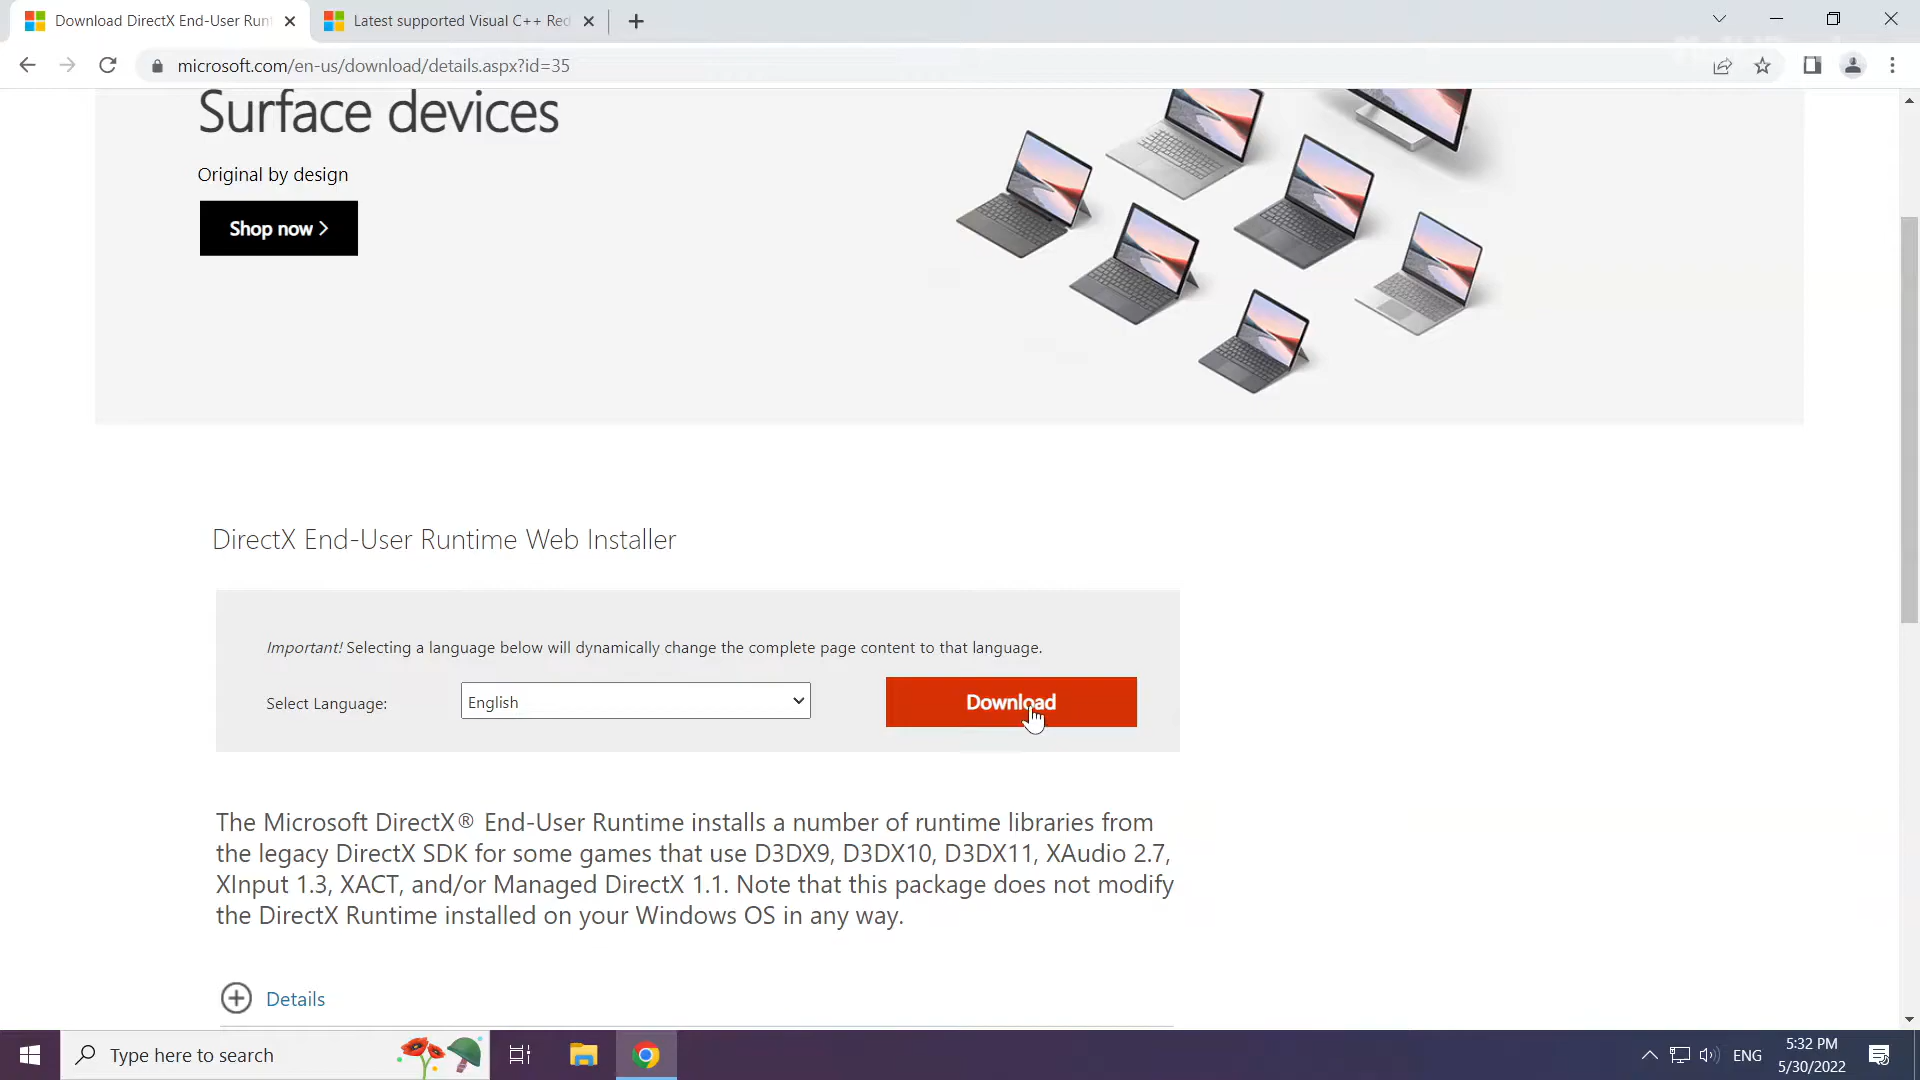 Download DirectX End-User Runt
Latest supported Visual C++ Red
microsoft.com/en-us/download/details.aspx?id=35
Surface devices
Original by design
Shop now >
DirectX End-User Runtime Web Installer
Important! Selecting a language below will dynamically change the complete page content to that language.
Select Language:
English
Download
The Microsoft DirectX® End-User Runtime installs a number of runtime libraries from
the legacy DirectX SDK for some games that use D3DX9, D3DX10, D3DX11, XAudio 2.7,
XInput 1.3, XACT, and/or Managed DirectX 1.1. Note that this package does not modify
the DirectX Runtime installed on your Windows OS in any way.
Details
Type here to search
ENG
5:32 PM
5/30/2022